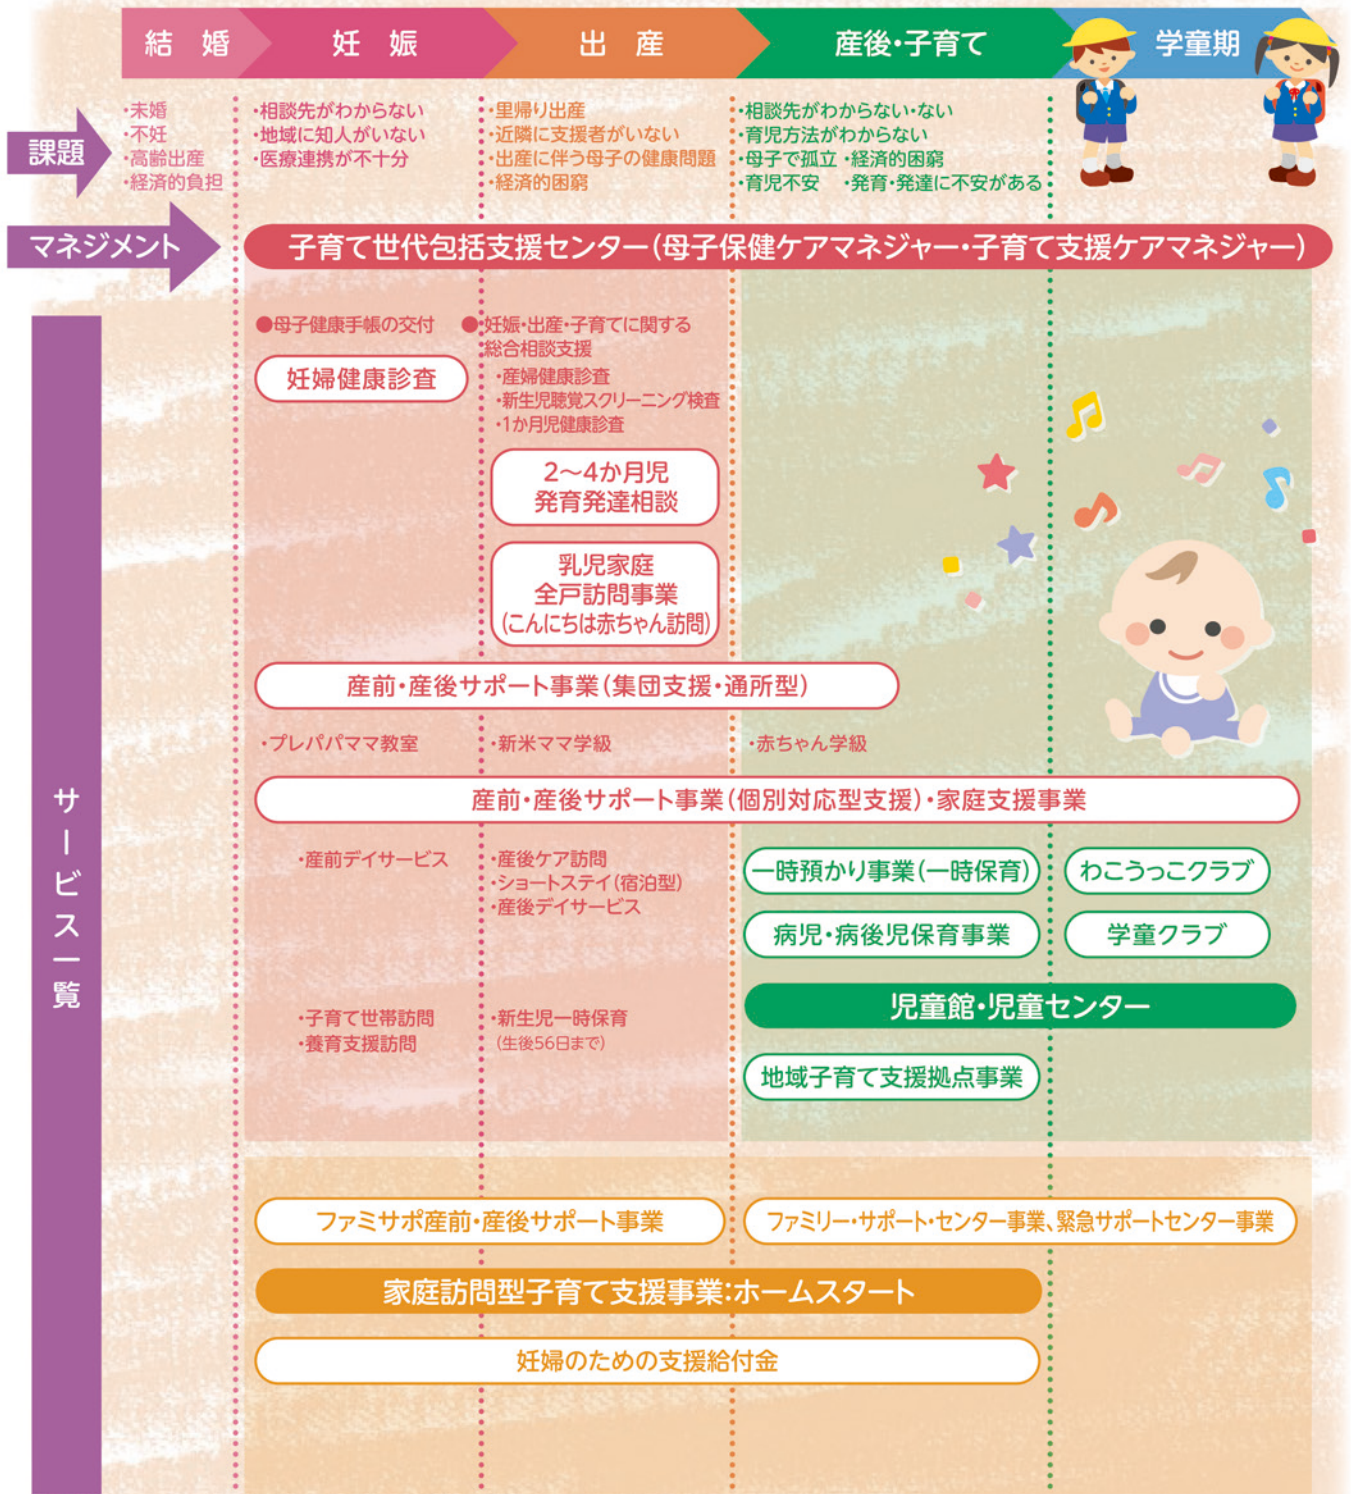 結婚
妊娠
出産
産後・子育て
学童期
課題
・未婚
・不妊
・高齢出産
・経済的負担
・相談先がわからない
・地域に知人がいない
・医療連携が不十分
・里帰り出産
・近隣に支援者がいない
・出産に伴う母子の健康問題
・経済的困窮
・相談先がわからない・ない
・育児方法がわからない
・母子で孤立 ・経済的困窮
・育児不安 ・発育・発達に不安がある
マネジメント
子育て世代包括支援センター(母子保健ケアマネジャー・子育て支援ケアマネジャー)
サービス一覧
●母子健康手帳の交付
妊婦健康診査
●妊娠・出産・子育てに関する
総合相談支援
・産婦健康診査
・新生児聴覚スクリーニング検査
・1か月児健康診査
2〜4か月児
発育発達相談
乳児家庭
全戸訪問事業
(こんにちは赤ちゃん訪問)
産前・産後サポート事業(集団支援・通所型)
・プレパパママ教室
・新米ママ学級
・赤ちゃん学級
産前・産後サポート事業(個別対応型支援)・家庭支援事業
・産前デイサービス
・産後ケア訪問
・ショートステイ(宿泊型)
・産後デイサービス
一時預かり事業(一時保育)
わこうっこクラブ
病児・病後児保育事業
学童クラブ
児童館・児童センター
・子育て世帯訪問
・養育支援訪問
・新生児一時保育
(生後56日まで)
地域子育て支援拠点事業
ファミサポ産前・産後サポート事業
ファミリー・サポート・センター事業、緊急サポートセンター事業
家庭訪問型子育て支援事業:ホームスタート
妊婦のための支援給付金